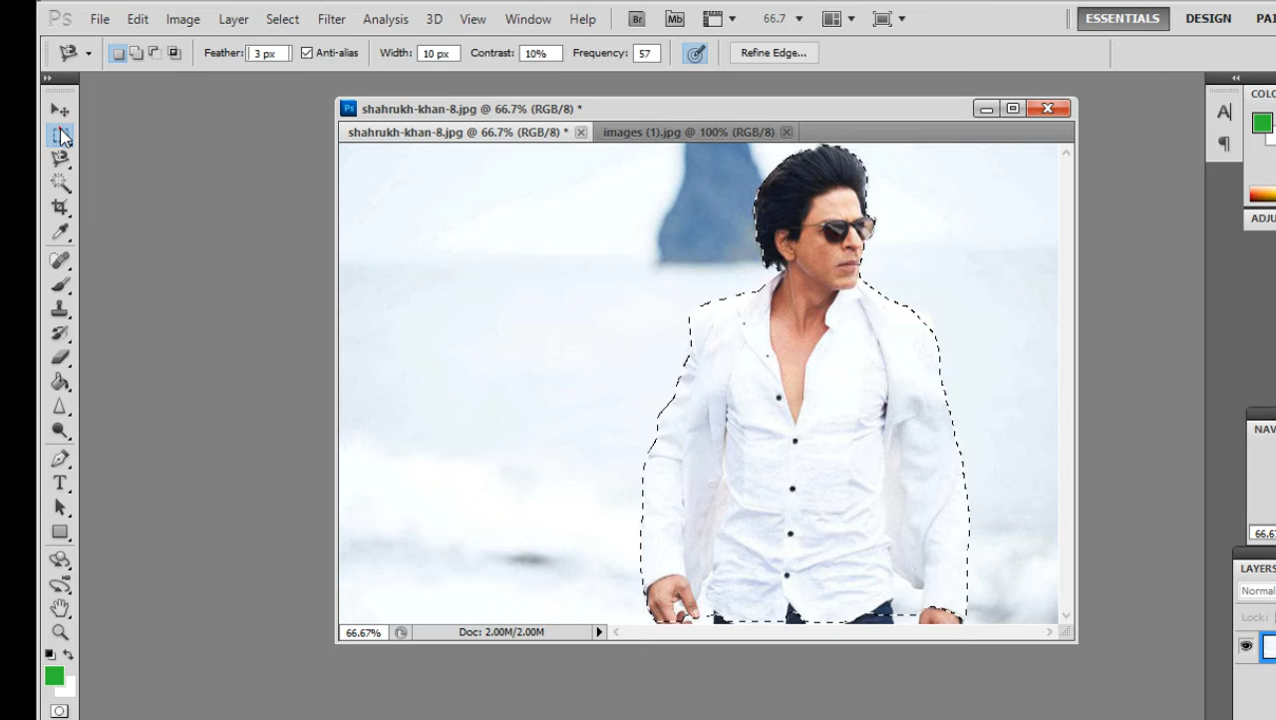 Ps File Edit Image Layer Select Filter Analysis 3D View Window Help Br Mb 66.7 ESSENTIALS DESIGN PAI
Feather: 3 px Anti-alias Width: 10 px Contrast: 10% Frequency: 57 Refine Edge...
COLO
Ps shahrukh-khan-8.jpg @ 66.7% (RGB/8) *
shahrukh-khan-8.jpg @ 66.7% (RGB/8) * images (1).jpg @ 100% (RGB/8)
A
ADJU
NAV
T
66.6
LAYERS
Normal
Lock:
66.67% Doc: 2.00M/2.00M